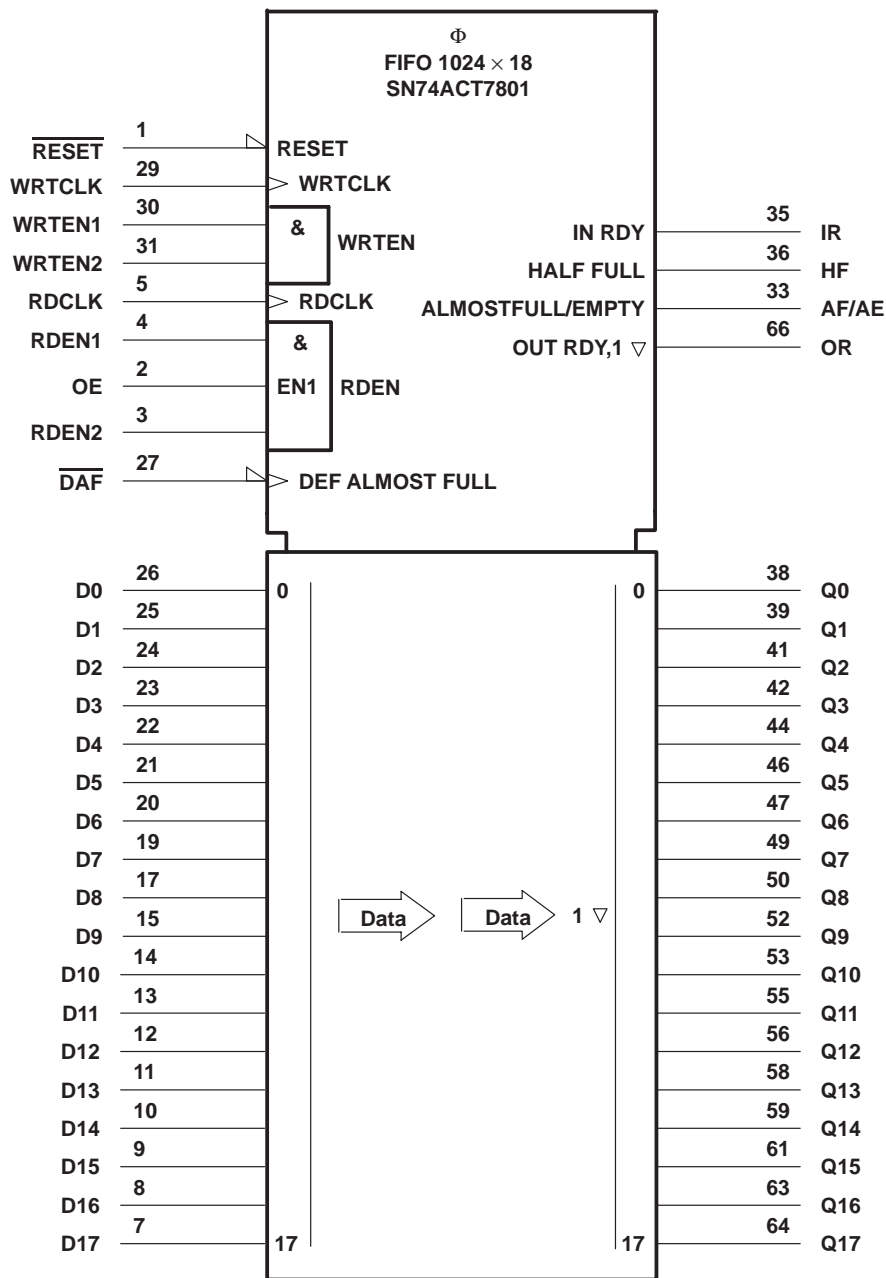 Φ
FIFO 1024 × 18
SN74ACT7801
RESET 1 RESET
WRTCLK 29 WRTCLK
WRTEN1 30 & WRTEN
WRTEN2 31
RDCLK 5 RDCLK
RDEN1 4 &
OE 2 EN1 RDEN
RDEN2 3
DAF 27 DEF ALMOST FULL
IN RDY 35 IR
HALF FULL 36 HF
ALMOSTFULL/EMPTY 33 AF/AE
OUT RDY,1 ▽ 66 OR
D0 26 0
D1 25
D2 24
D3 23
D4 22
D5 21
D6 20
D7 19
D8 17
D9 15
D10 14
D11 13
D12 12
D13 11
D14 10
D15 9
D16 8
D17 7 17
Data Data 1 ▽
0 38 Q0
39 Q1
41 Q2
42 Q3
44 Q4
46 Q5
47 Q6
49 Q7
50 Q8
52 Q9
53 Q10
55 Q11
56 Q12
58 Q13
59 Q14
61 Q15
63 Q16
17 64 Q17